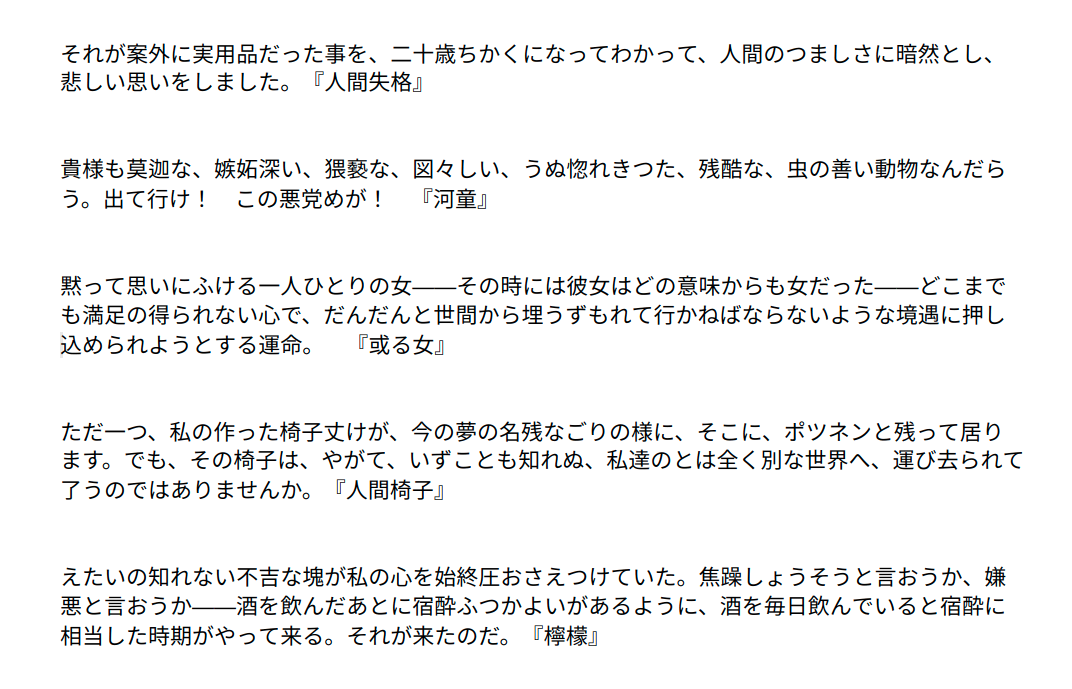 それが案外に実用品だった事を、二十歳ちかくになってわかって、人間のつましさに暗然とし、
悲しい思いをしました。『人間失格』
貴様も莫迦な、嫉妬深い、猥褻な、図々しい、うぬ惚れきつた、残酷な、虫の善い動物なんだら
う。出て行け！　この悪党めが！　『河童』
黙って思いにふける一人ひとりの女――その時には彼女はどの意味からも女だった――どこまで
も満足の得られない心で、だんだんと世間から埋うずもれて行かねばならないような境遇に押し
込められようとする運命。　『或る女』
ただ一つ、私の作った椅子丈けが、今の夢の名残なごりの様に、そこに、ポツネンと残って居り
ます。でも、その椅子は、やがて、いずことも知れぬ、私達のとは全く別な世界へ、運び去られて
了うのではありませんか。『人間椅子』
えたいの知れない不吉な塊が私の心を始終圧おさえつけていた。焦躁しょうそうと言おうか、嫌
悪と言おうか――酒を飲んだあとに宿酔ふつかよいがあるように、酒を毎日飲んでいると宿酔に
相当した時期がやって来る。それが来たのだ。『檸檬』